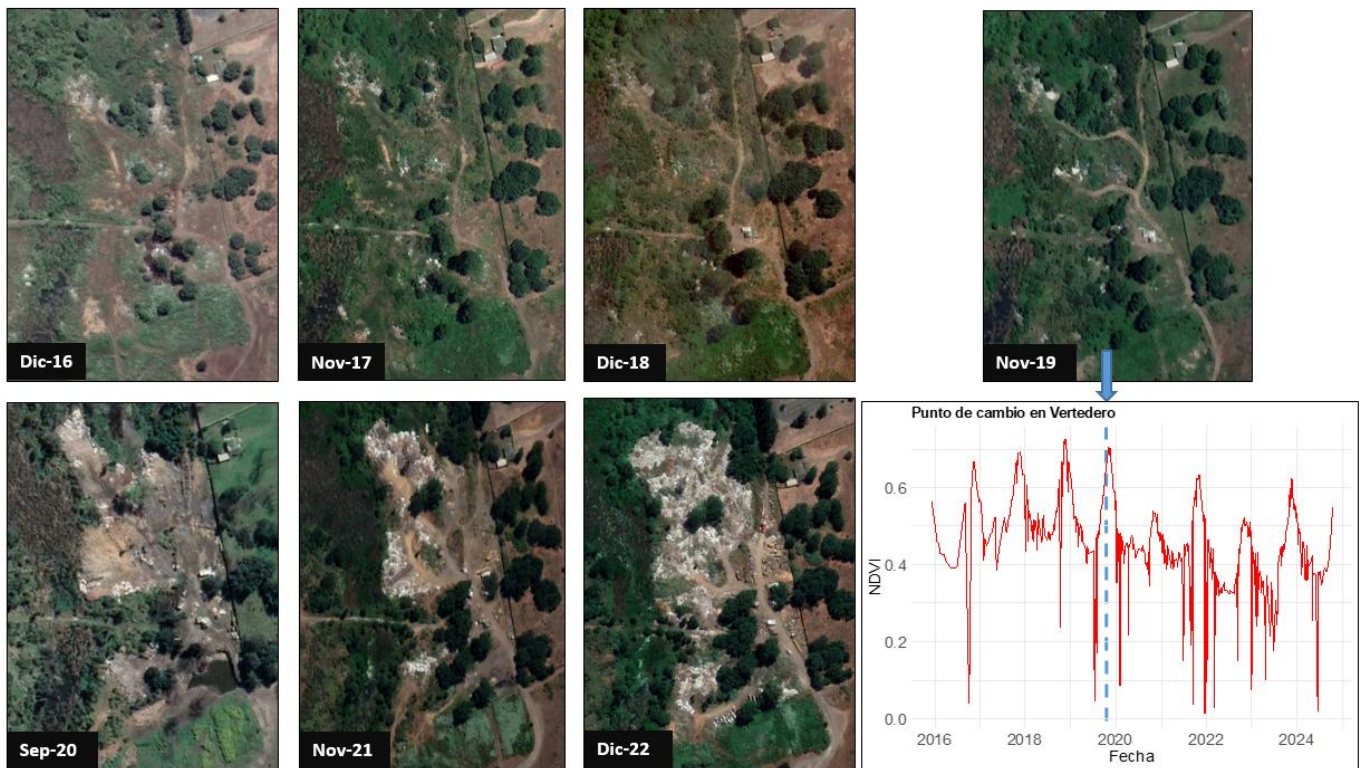 Dic-16
Nov-17
Dic-18
Nov-19
Sep-20
Nov-21
Dic-22
Punto de cambio en Vertedero
NDVI
0.6
0.4
0.2
0.0
2016
2018
2020
2022
2024
Fecha